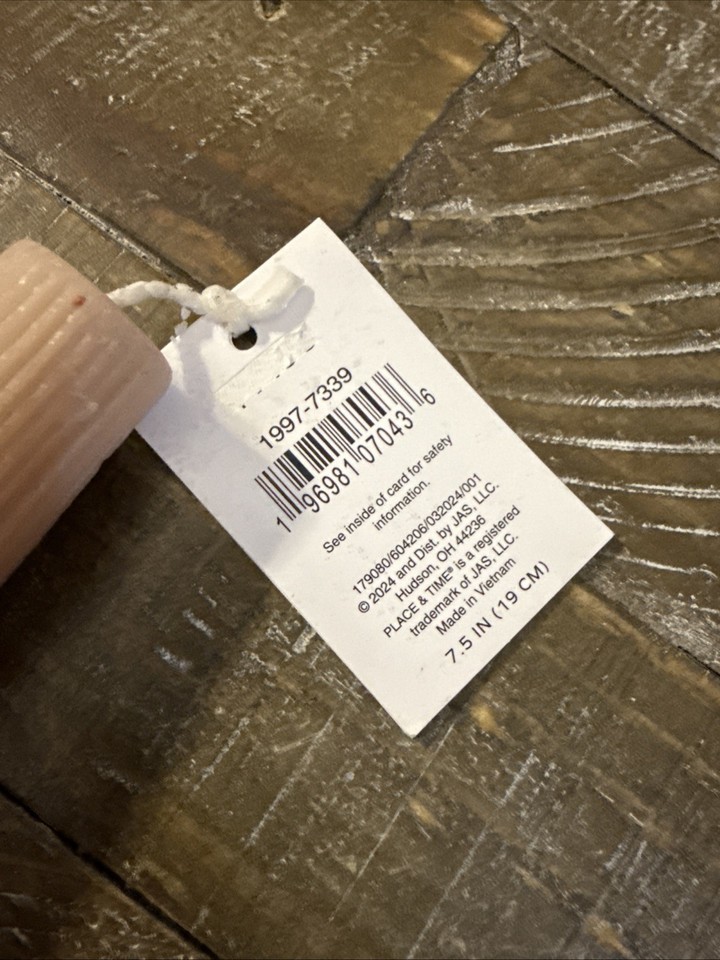 1997-7339
1 96981 07043 6
See inside of card for safety
information.
179080/604206/032024/001
© 2024 and Dist. by JAS, LLC.
Hudson, OH 44236
PLACE & TIME® is a registered
trademark of JAS, LLC.
Made in Vietnam
7.5 IN (19 CM)